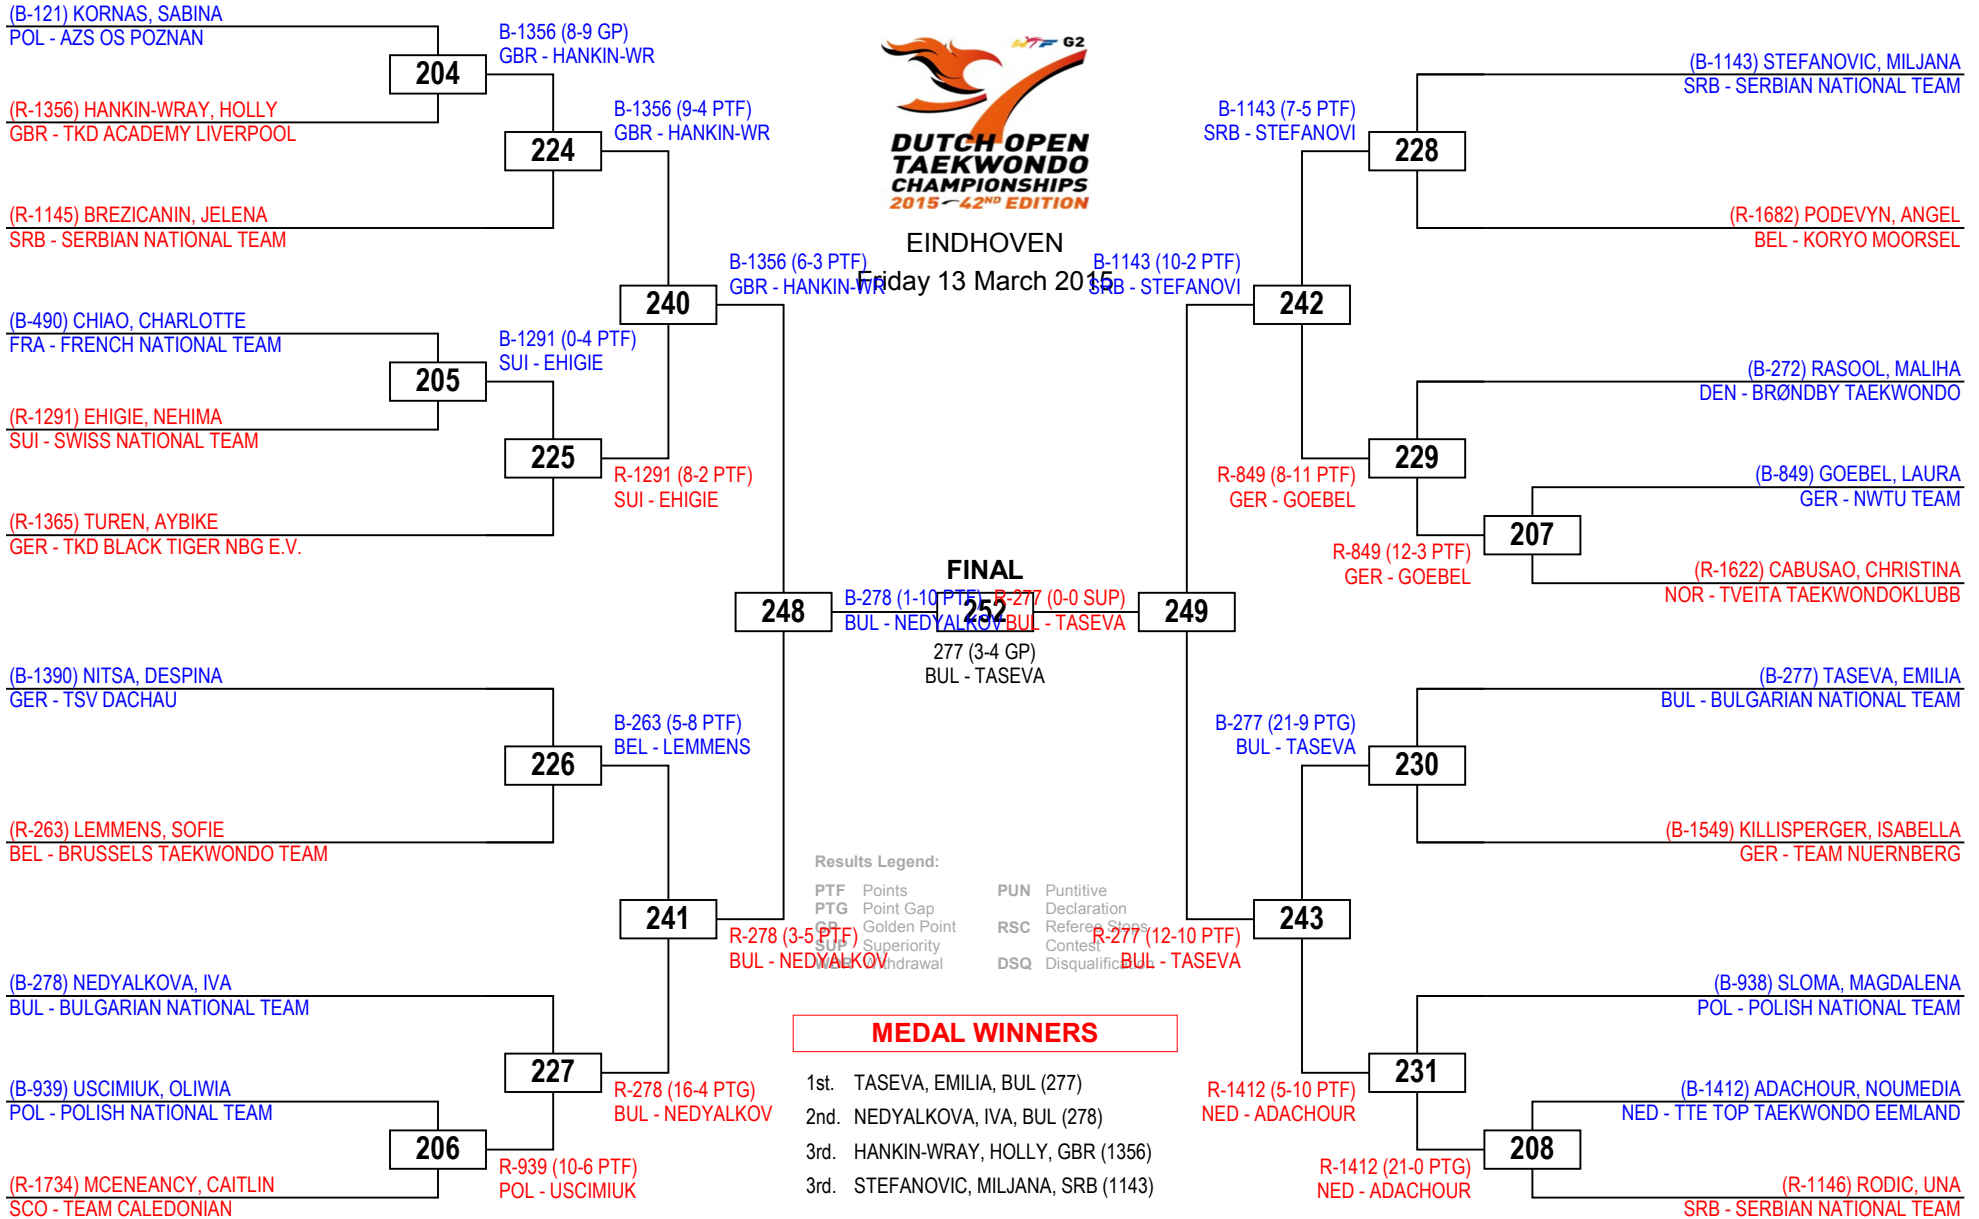 (B-121) KORNAS, SABINA
POL - AZS OS POZNAN
(R-1356) HANKIN-WRAY, HOLLY
GBR - TKD ACADEMY LIVERPOOL
(R-1145) BREZICANIN, JELENA
SRB - SERBIAN NATIONAL TEAM
(B-490) CHIAO, CHARLOTTE
FRA - FRENCH NATIONAL TEAM
(R-1291) EHIGIE, NEHIMA
SUI - SWISS NATIONAL TEAM
(R-1365) TUREN, AYBIKE
GER - TKD BLACK TIGER NBG E.V.
(B-1390) NITSA, DESPINA
GER - TSV DACHAU
(R-263) LEMMENS, SOFIE
BEL - BRUSSELS TAEKWONDO TEAM
(B-278) NEDYALKOVA, IVA
BUL - BULGARIAN NATIONAL TEAM
(B-939) USCIMIUK, OLIWIA
POL - POLISH NATIONAL TEAM
(R-1734) MCENEANCY, CAITLIN
SCO - TEAM CALEDONIAN
204
205
206
B-1356 (8-9 GP)
GBR - HANKIN-WR
B-1291 (0-4 PTF)
SUI - EHIGIE
R-939 (10-6 PTF)
POL - USCIMIUK
224
225
226
227
B-1356 (9-4 PTF)
GBR - HANKIN-WR
R-1291 (8-2 PTF)
SUI - EHIGIE
B-263 (5-8 PTF)
BEL - LEMMENS
R-278 (16-4 PTG)
BUL - NEDYALKOV
240
241
B-1356 (6-3 PTF)
GBR - HANKIN-WR
R-278 (3-5 PTF)
BUL - NEDYALKOV
248
B-278 (1-10 PTF)
BUL - NEDYALKOV
WTF G2
DUTCH OPEN
TAEKWONDO
CHAMPIONSHIPS
2015 42ND EDITION
EINDHOVEN
Friday 13 March 2015
FINAL
252
277 (3-4 GP)
BUL - TASEVA
Results Legend:
PTF Points
PTG Point Gap
GP Golden Point
SUP Superiority
WDR Withdrawal
PUN Puntitive
Declaration
RSC Referee Stops
Contest
DSQ Disqualification
MEDAL WINNERS
1st. TASEVA, EMILIA, BUL (277)
2nd. NEDYALKOVA, IVA, BUL (278)
3rd. HANKIN-WRAY, HOLLY, GBR (1356)
3rd. STEFANOVIC, MILJANA, SRB (1143)
R-277 (0-0 SUP)
BUL - TASEVA
249
B-1143 (10-2 PTF)
SRB - STEFANOVI
R-277 (12-10 PTF)
BUL - TASEVA
242
243
B-1143 (7-5 PTF)
SRB - STEFANOVI
R-849 (8-11 PTF)
GER - GOEBEL
B-277 (21-9 PTG)
BUL - TASEVA
R-1412 (5-10 PTF)
NED - ADACHOUR
228
229
230
231
R-849 (12-3 PTF)
GER - GOEBEL
R-1412 (21-0 PTG)
NED - ADACHOUR
207
208
(B-1143) STEFANOVIC, MILJANA
SRB - SERBIAN NATIONAL TEAM
(R-1682) PODEVYN, ANGEL
BEL - KORYO MOORSEL
(B-272) RASOOL, MALIHA
DEN - BRØNDBY TAEKWONDO
(B-849) GOEBEL, LAURA
GER - NWTU TEAM
(R-1622) CABUSAO, CHRISTINA
NOR - TVEITA TAEKWONDOKLUBB
(B-277) TASEVA, EMILIA
BUL - BULGARIAN NATIONAL TEAM
(B-1549) KILLISPERGER, ISABELLA
GER - TEAM NUERNBERG
(B-938) SLOMA, MAGDALENA
POL - POLISH NATIONAL TEAM
(B-1412) ADACHOUR, NOUMEDIA
NED - TTE TOP TAEKWONDO EEMLAND
(R-1146) RODIC, UNA
SRB - SERBIAN NATIONAL TEAM